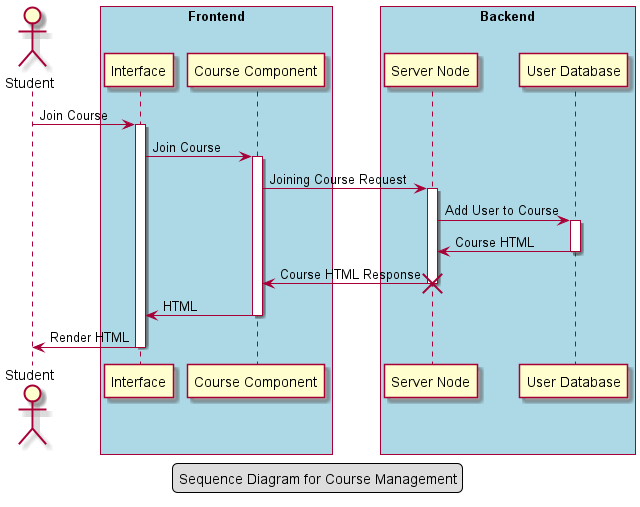 Frontend
Backend
Student
Interface
Course Component
Server Node
User Database
Join Course
Join Course
Joining Course Request
Add User to Course
Course HTML
Course HTML Response
HTML
Render HTML
Student
Interface
Course Component
Server Node
User Database
Sequence Diagram for Course Management